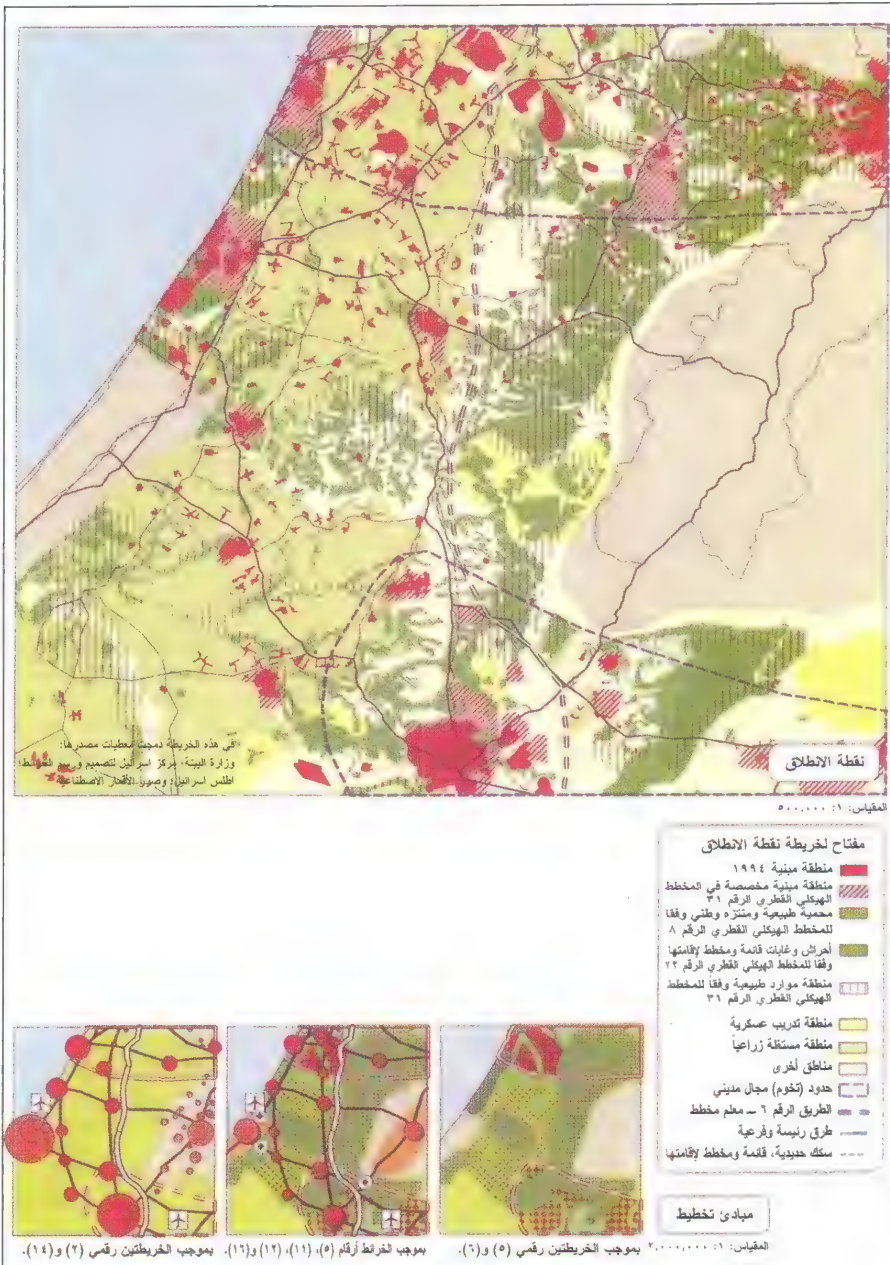 في هذه الخريطة دمجت معطيات مصدرها:
وزارة البيئة، مركز اسرائيل لتصميم ورسم الخرائط؛
اطلس اسرائيل؛ وصور الأقمار الاصطناعية
نقطة الانطلاق
المقياس: ١: ٥٠٠,٠٠٠
مفتاح لخريطة نقطة الانطلاق
منطقة مبنية ١٩٩٤
منطقة مبنية مخصصة في المخطط
الهيكلي القطري الرقم ٣١
محمية طبيعية ومنتزه وطني وفقا
للمخطط الهيكلي القطري الرقم ٨
أحراش وغابات قائمة ومخطط لإقامتها
وفقا للمخطط الهيكلي القطري الرقم ٢٢
منطقة موارد طبيعية وفقاً للمخطط
الهيكلي القطري الرقم ٣١
منطقة تدريب عسكرية
منطقة مستغلة زراعياً
مناطق أخرى
حدود (تخوم) مجال مديني
الطريق الرقم ٦ ــ معلم مخطط
طرق رئيسة وفرعية
سكك حديدية، قائمة ومخطط لإقامتها
مبادئ تخطيط
المقياس: ١: ٢,٠٠٠,٠٠٠
بموجب الخريطتين رقمي (٥) و(٦).
بموجب الخرائط أرقام (٥)، (١١)، (١٢) و(١٦).
بموجب الخريطتين رقمي (٢) و(١٤).